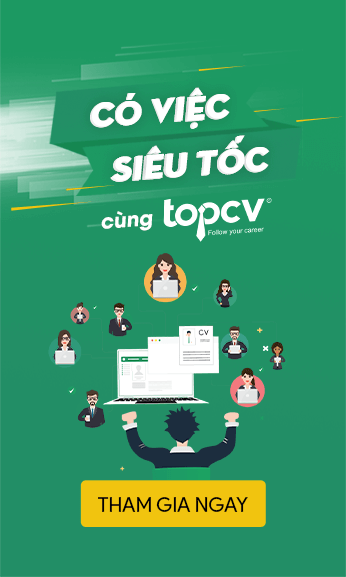 CÓ VIỆC
SIÊU TỐC
cùng topcv©
Follow your career
CV
THAM GIA NGAY